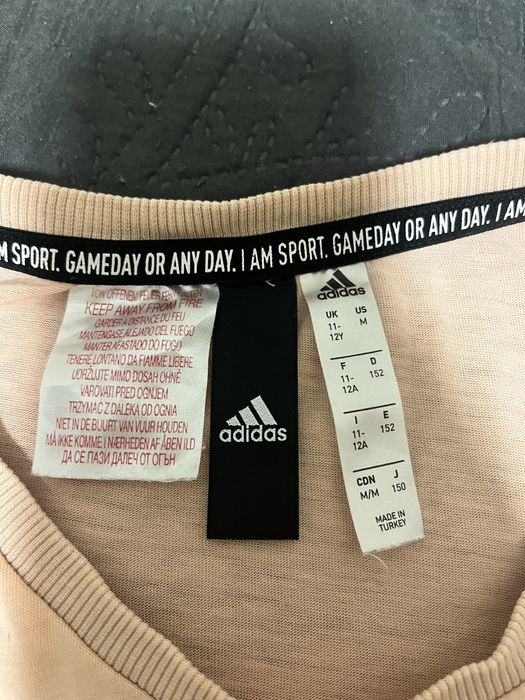 AM SPORT. GAMEDAY OR ANY DAY. I AM SPORT. GAMEDAY OR ANY DAY. I AM
VON OFFENEM FEUER FERNHALTEN
KEEP AWAY FROM FIRE
GARDER A DISTANCE DU FEU
MANTENGASE ALEJADO DEL FUEGO
MANTER AFASTADO DO FOGO
TENERE LONTANO DA FIAMME LIBERE
UDRŽUJTE MIMO DOSAH OHNĚ
VAROVATI PRED OGNJEM
TRZYMAĆ Z DALEKA OD OGNIA
NIET IN DE BUURT VAN VUUR HOUDEN
MÅ IKKE KOMME I NÆRHEDEN AF ÅBEN ILD
ДА СЕ ПАЗИ ДАЛЕЧ ОТ ОГЪН
adidas
adidas
UK US
11- M
12Y
F D
11- 152
12A
I E
11- 152
12A
CDN J
M/M 150
MADE IN
TURKEY